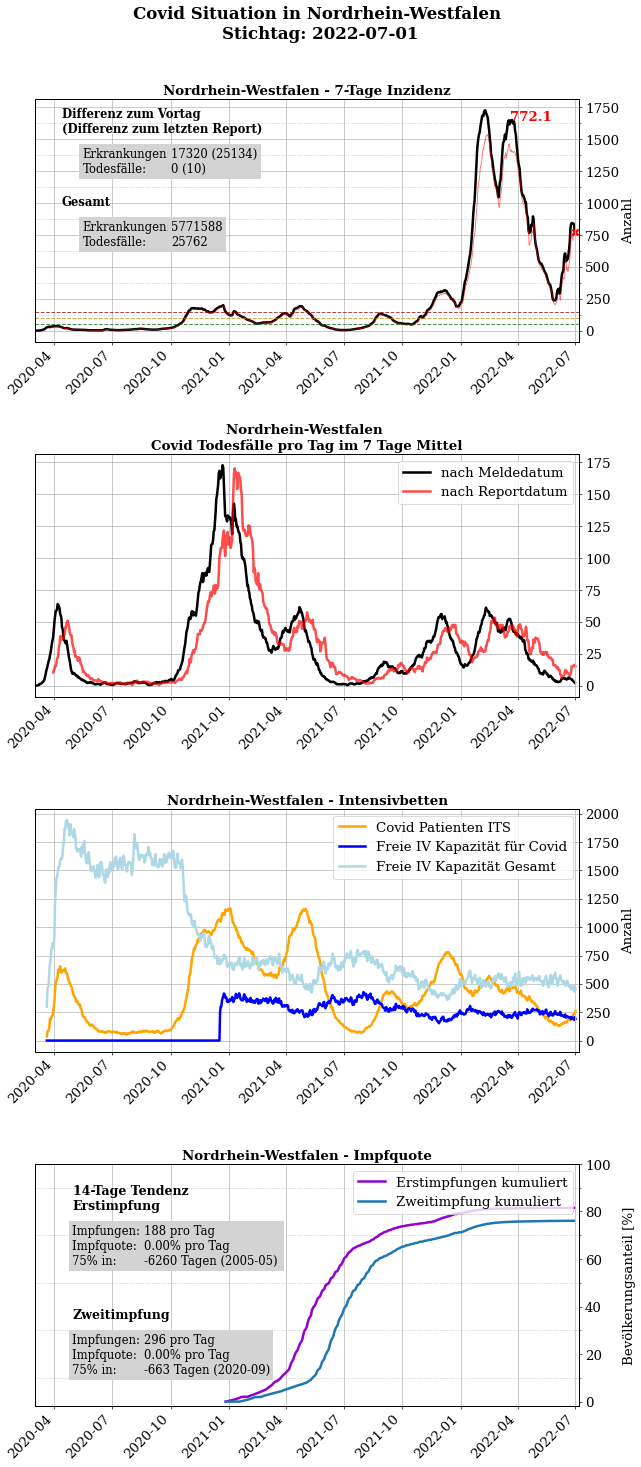 Covid Situation in Nordrhein-Westfalen
Stichtag: 2022-07-01
Nordrhein-Westfalen - 7-Tage Inzidenz
Differenz zum Vortag
(Differenz zum letzten Report)
Erkrankungen 17320 (25134)
Todesfälle: 0 (10)
Gesamt
Erkrankungen 5771588
Todesfälle: 25762
772.1
1750
1500
1250
1000
750
500
250
0
Anzahl
2020-04
2020-07
2020-10
2021-01
2021-04
2021-07
2021-10
2022-01
2022-04
2022-07
Nordrhein-Westfalen
Covid Todesfälle pro Tag im 7 Tage Mittel
nach Meldedatum
nach Reportdatum
175
150
125
100
75
50
25
0
2020-04
2020-07
2020-10
2021-01
2021-04
2021-07
2021-10
2022-01
2022-04
2022-07
Nordrhein-Westfalen - Intensivbetten
Covid Patienten ITS
Freie IV Kapazität für Covid
Freie IV Kapazität Gesamt
2000
1750
1500
1250
1000
750
500
250
0
Anzahl
2020-04
2020-07
2020-10
2021-01
2021-04
2021-07
2021-10
2022-01
2022-04
2022-07
Nordrhein-Westfalen - Impfquote
14-Tage Tendenz
Erstimpfung
Impfungen: 188 pro Tag
Impfquote: 0.00% pro Tag
75% in: -6260 Tagen (2005-05)
Zweitimpfung
Impfungen: 296 pro Tag
Impfquote: 0.00% pro Tag
75% in: -663 Tagen (2020-09)
Erstimpfungen kumuliert
Zweitimpfung kumuliert
100
80
60
40
20
0
Bevölkerungsanteil [%]
2020-04
2020-07
2020-10
2021-01
2021-04
2021-07
2021-10
2022-01
2022-04
2022-07